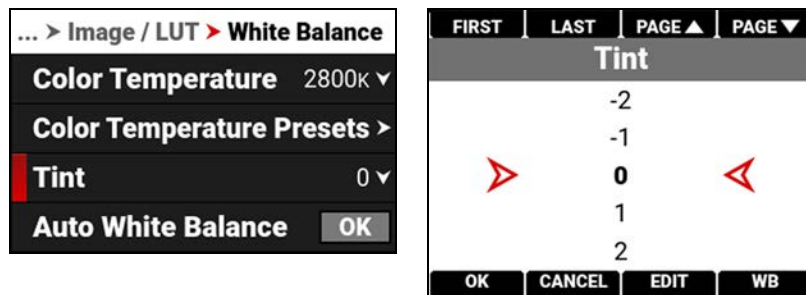 ... > Image / LUT > White Balance
Color Temperature 2800K
Color Temperature Presets >
Tint 0
Auto White Balance OK
FIRST LAST PAGE▲ PAGE▼
Tint
-2
-1
0
1
2
OK CANCEL EDIT WB